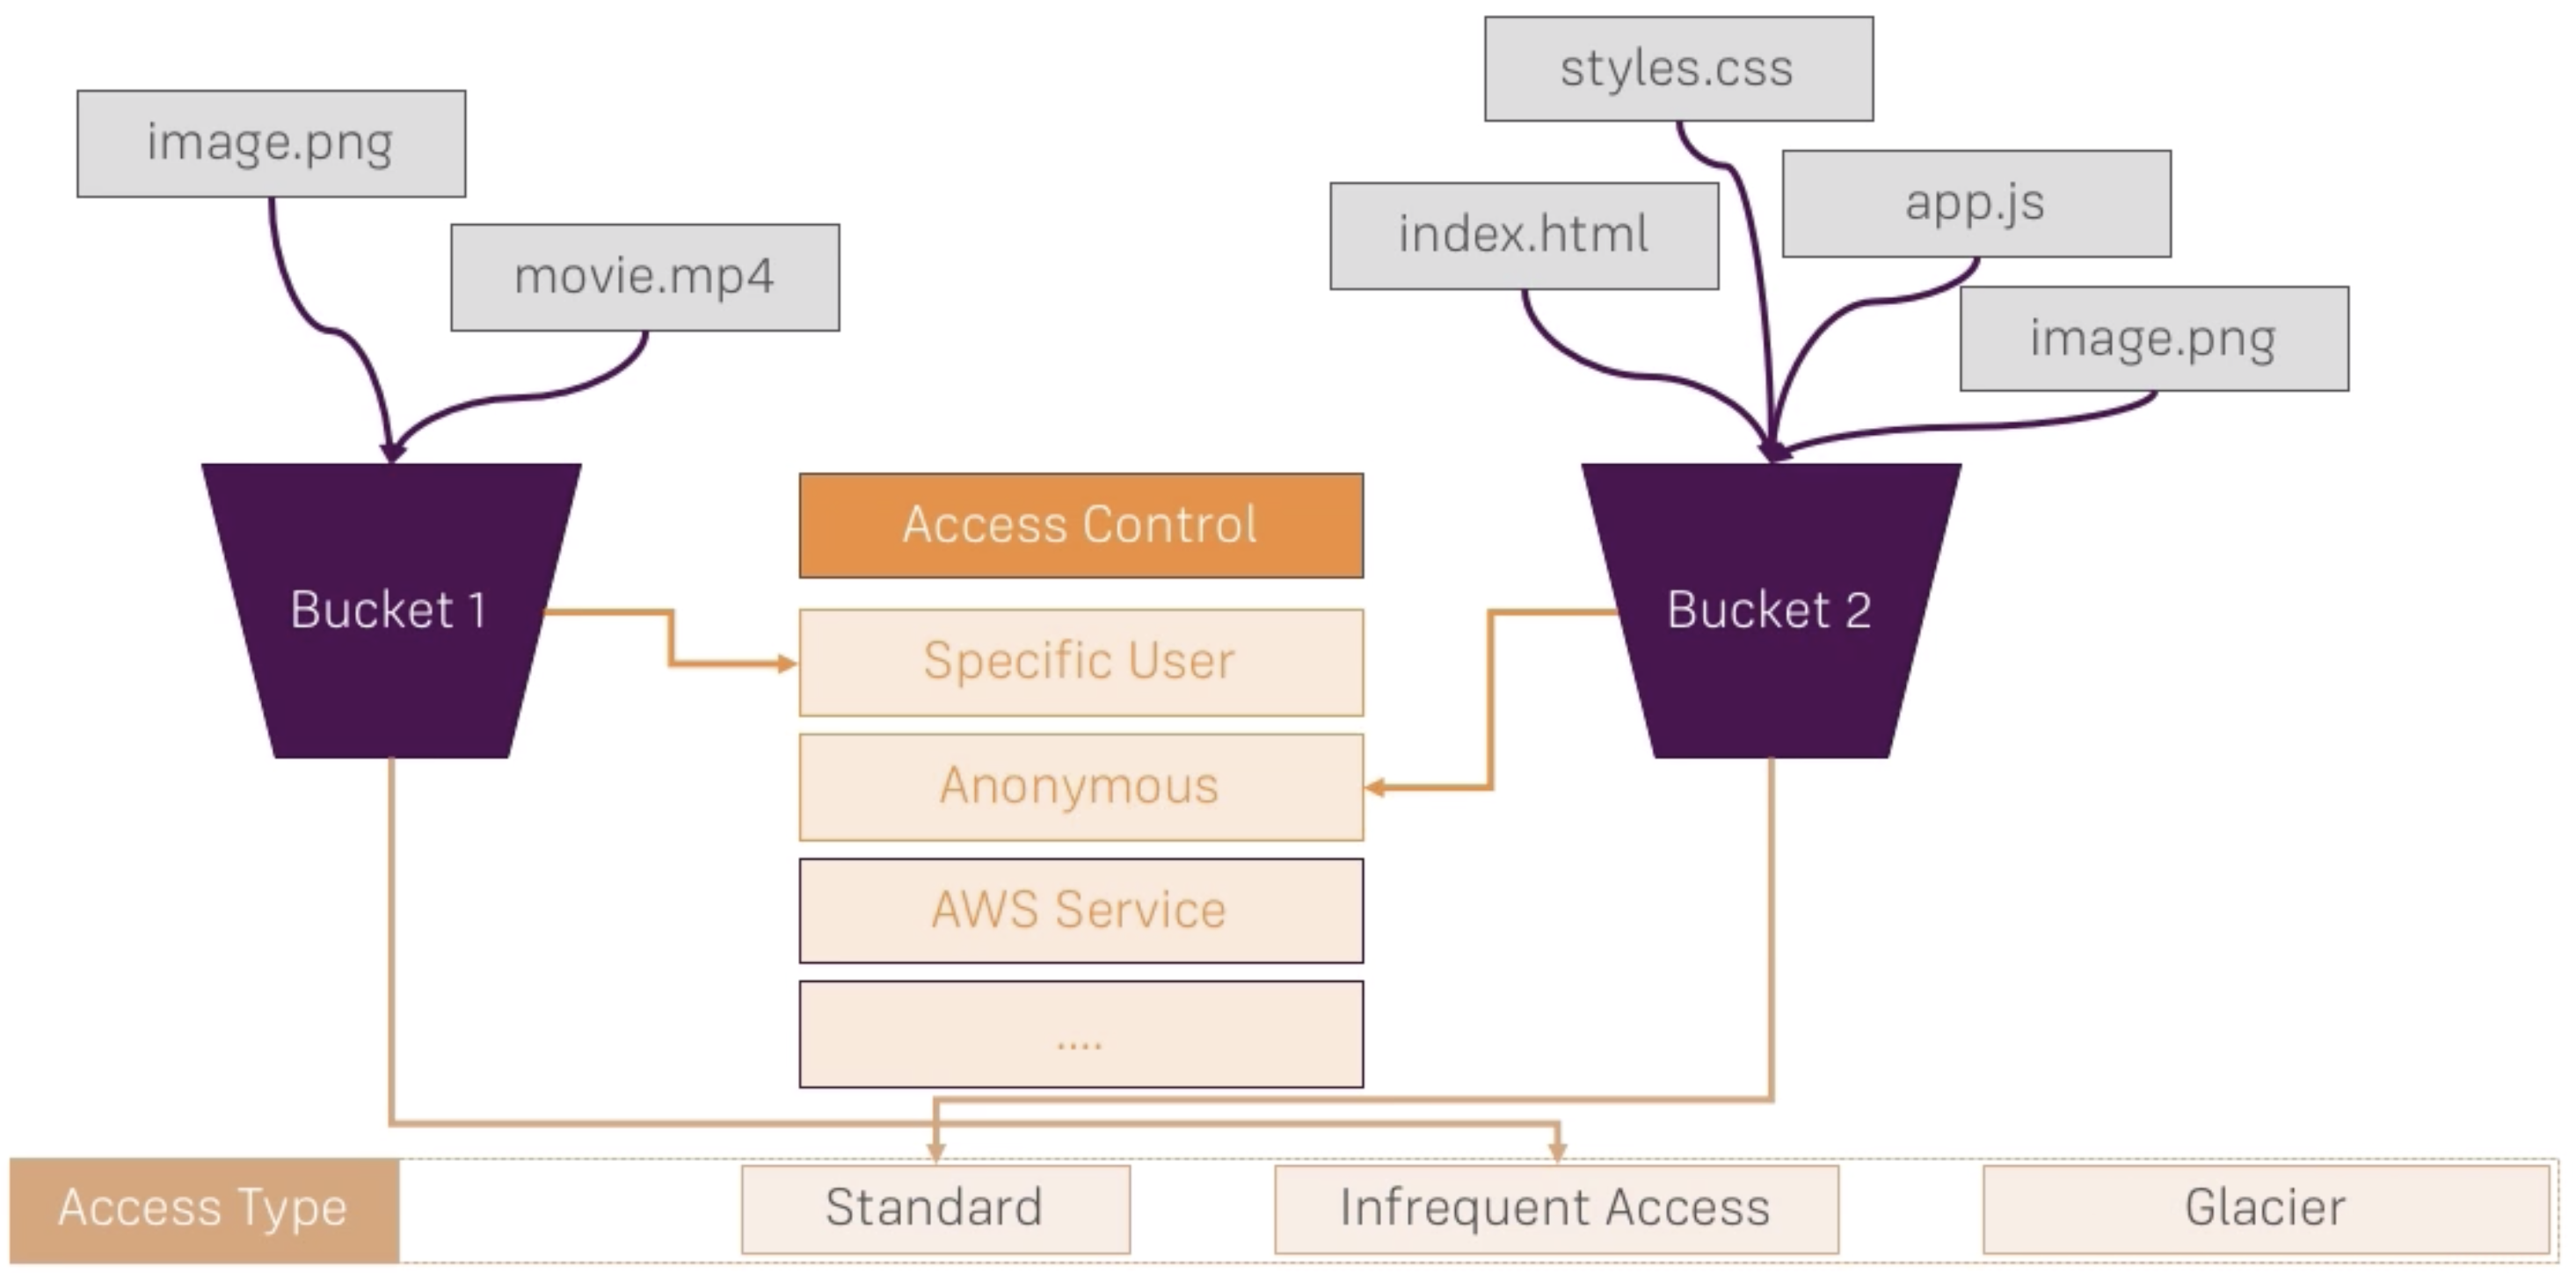 styles.css
image.png
app.js
index.html
movie.mp4
image.png
Access Control
Bucket 1
Bucket 2
Specific User
Anonymous
AWS Service
....
Access Type
Standard
Infrequent Access
Glacier